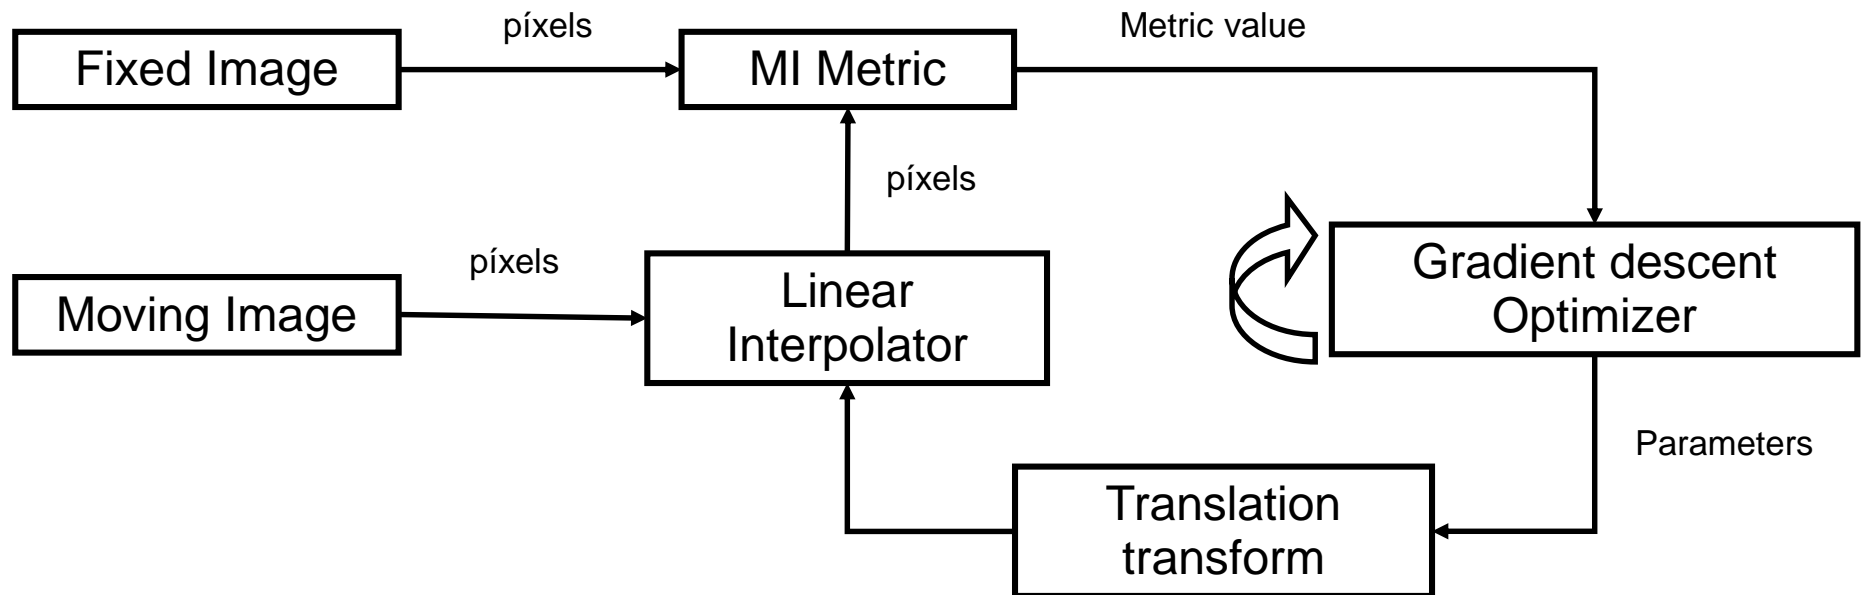 píxels
Metric value
Fixed Image
MI Metric
píxels
píxels
Moving Image
Linear
Interpolator
Gradient descent
Optimizer
Parameters
Translation
transform